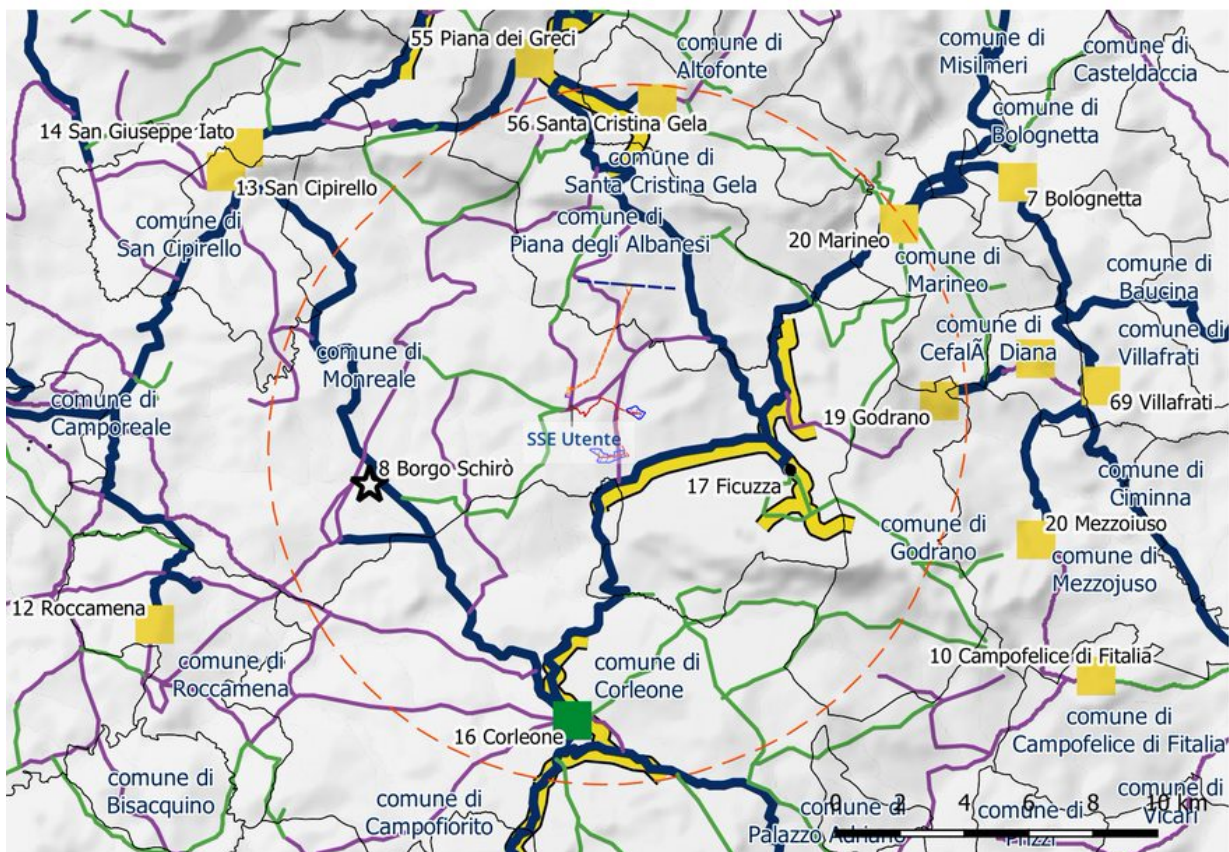 55 Piana dei Greci
comune di
Altofonte
comune di
Misilmeri
comune di
Casteldaccia
14 San Giuseppe Iato
56 Santa Cristina Gela
comune di
Bolognetta
13 San Cipirello
comune di
Santa Cristina Gela
7 Bolognetta
comune di
San Cipirello
comune di
Piana degli Albanesi
20 Marineo
comune di
Marineo
comune di
Baucina
comune di
CefalÃ Diana
comune di
Villafrati
comune di
Monreale
comune di
Camporeale
69 Villafrati
19 Godrano
SSE Utente
8 Borgo Schirò
17 Ficuzza
comune di
Ciminna
comune di
Godrano
20 Mezzoiuso
comune di
Mezzojuso
12 Roccamena
comune di
Roccamena
comune di
Corleone
10 Campofelice di Fitalia
16 Corleone
comune di
Campofelice di Fitalia
comune di
Bisacquino
comune di
Campofiorito
comune di
Palazzo Adriano
comune di
Prizzi
comune di
Vicari
0 2 4 6 8 10 km